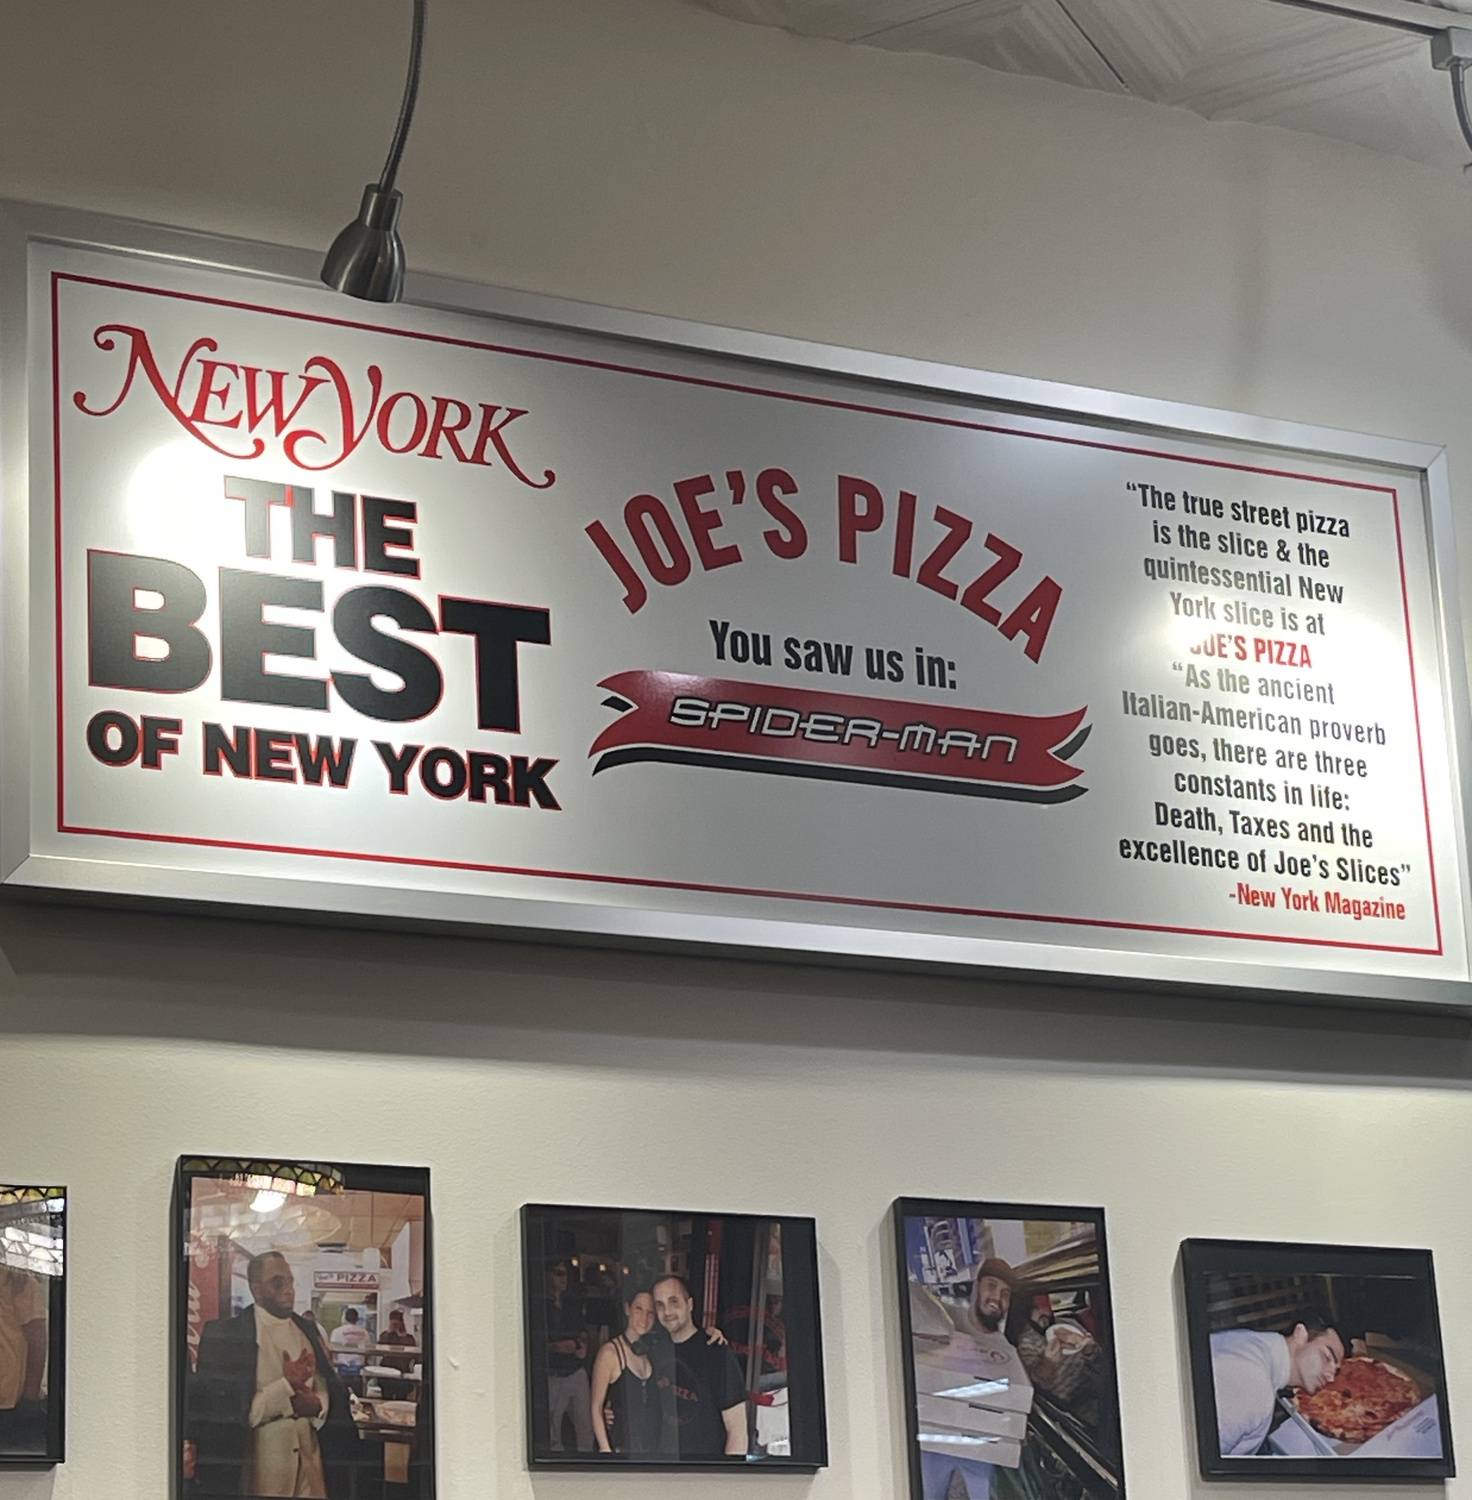 NEW YORK
THE
BEST
OF NEW YORK
JOE'S PIZZA
You saw us in:
SPIDER-MAN
“The true street pizza
is the slice & the
quintessential New
York slice is at
JOE'S PIZZA
“As the ancient
Italian-American proverb
goes, there are three
constants in life:
Death, Taxes and the
excellence of Joe's Slices”
-New York Magazine
PIZZA
PIZZA